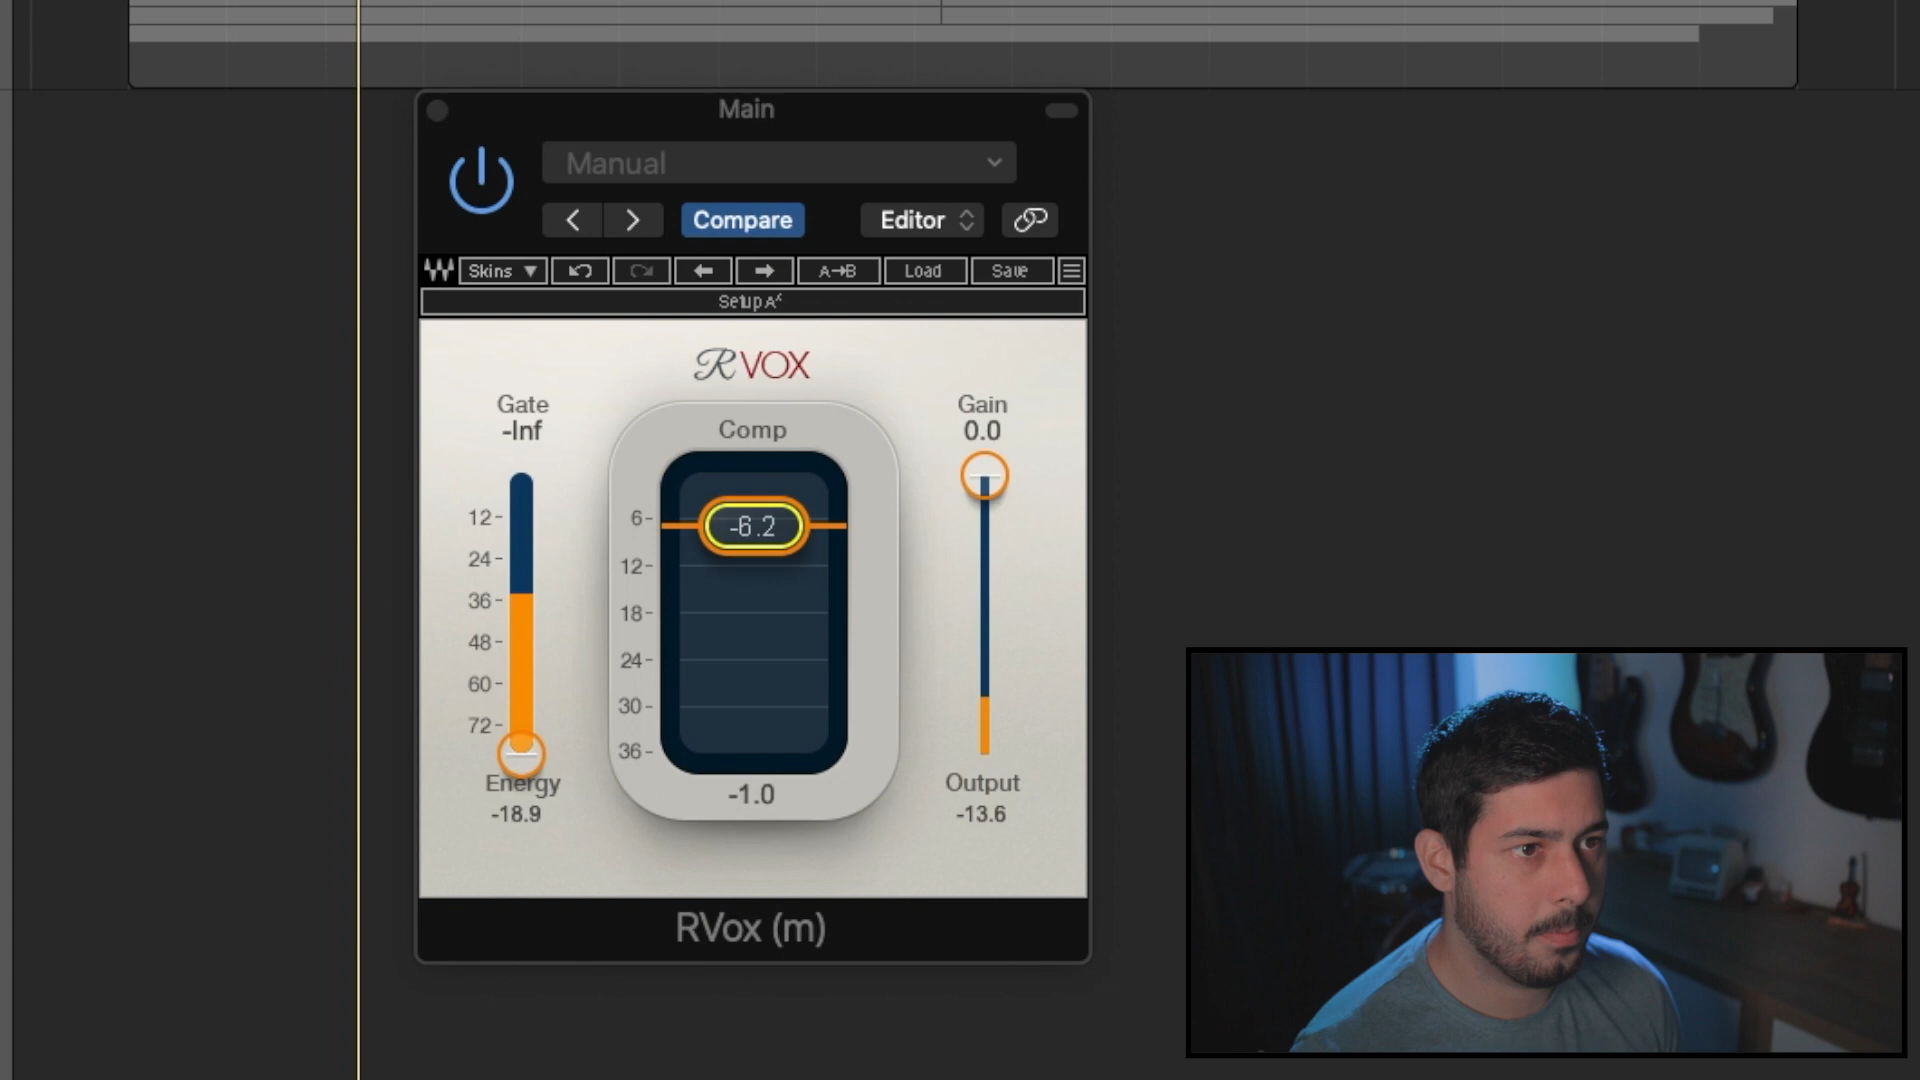 Main
Manual
Compare
Editor
Skins
A→B
Load
Save
Setup A*
R VOX
Gate
-Inf
Comp
Gain
0.0
12
24
36
48
60
72
6
12
18
24
30
36
-6.2
Energy
-18.9
-1.0
Output
-13.6
RVox (m)